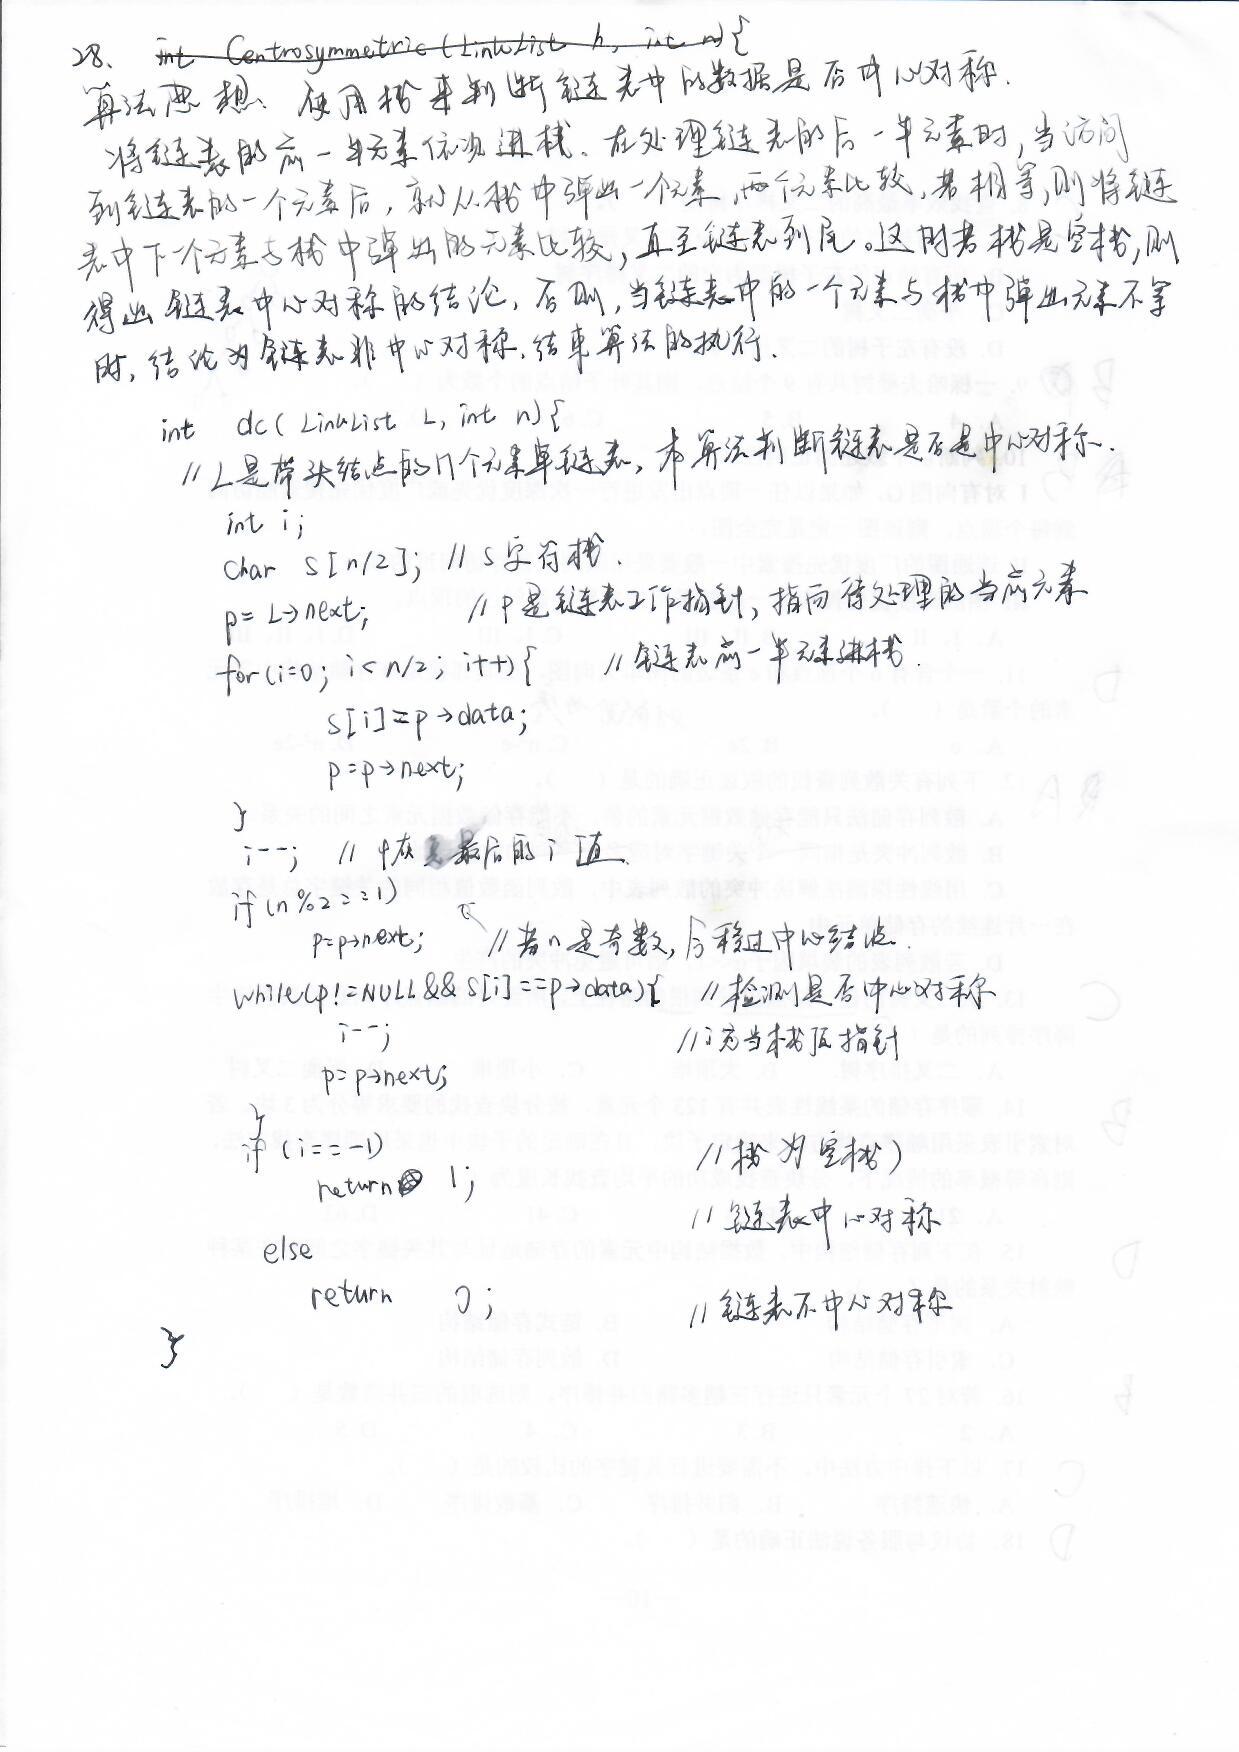 28、 int Centrosymmetric(LinkList h, int n){
算法思想、使用栈来判断链表中的数据是否中心对称.
将链表的前一半元素依次进栈、在处理链表的后一半元素时,当访问
到链表的一个元素后,就从栈中弹出一个元素,两个元素比较,若相等,则将链
表中下一个元素与栈中弹出的元素比较,直至链表到尾。这时若栈是空栈,则
得出链表中心对称的结论,否则,当链表中的一个元素与栈中弹出元素不等
时,结论为链表非中心对称,结束算法的执行.
int dc(LinkList L, int n){
//L是带头结点的n个元素单链表,本算法判断链表是否是中心对称.
int i;
char s[n/2]; //s字符栈.
p=L→next; //p是链表工作指针,指向待处理的当前元素
for(i=0; i<n/2; i++){ //链表前一半元素进栈.
s[i]=p→data;
p=p→next;
}
i--; //恢复最后的i值.
if(n%2==1)
p=p→next; //若n是奇数,后移过中心结点.
while(p!=NULL&&s[i]==p→data){ //检测是否中心对称
i--; //i充当栈顶指针
p=p→next;
}
if(i==-1) //栈为空栈)
return 1; //链表中心对称
else
return 0; //链表不中心对称
}